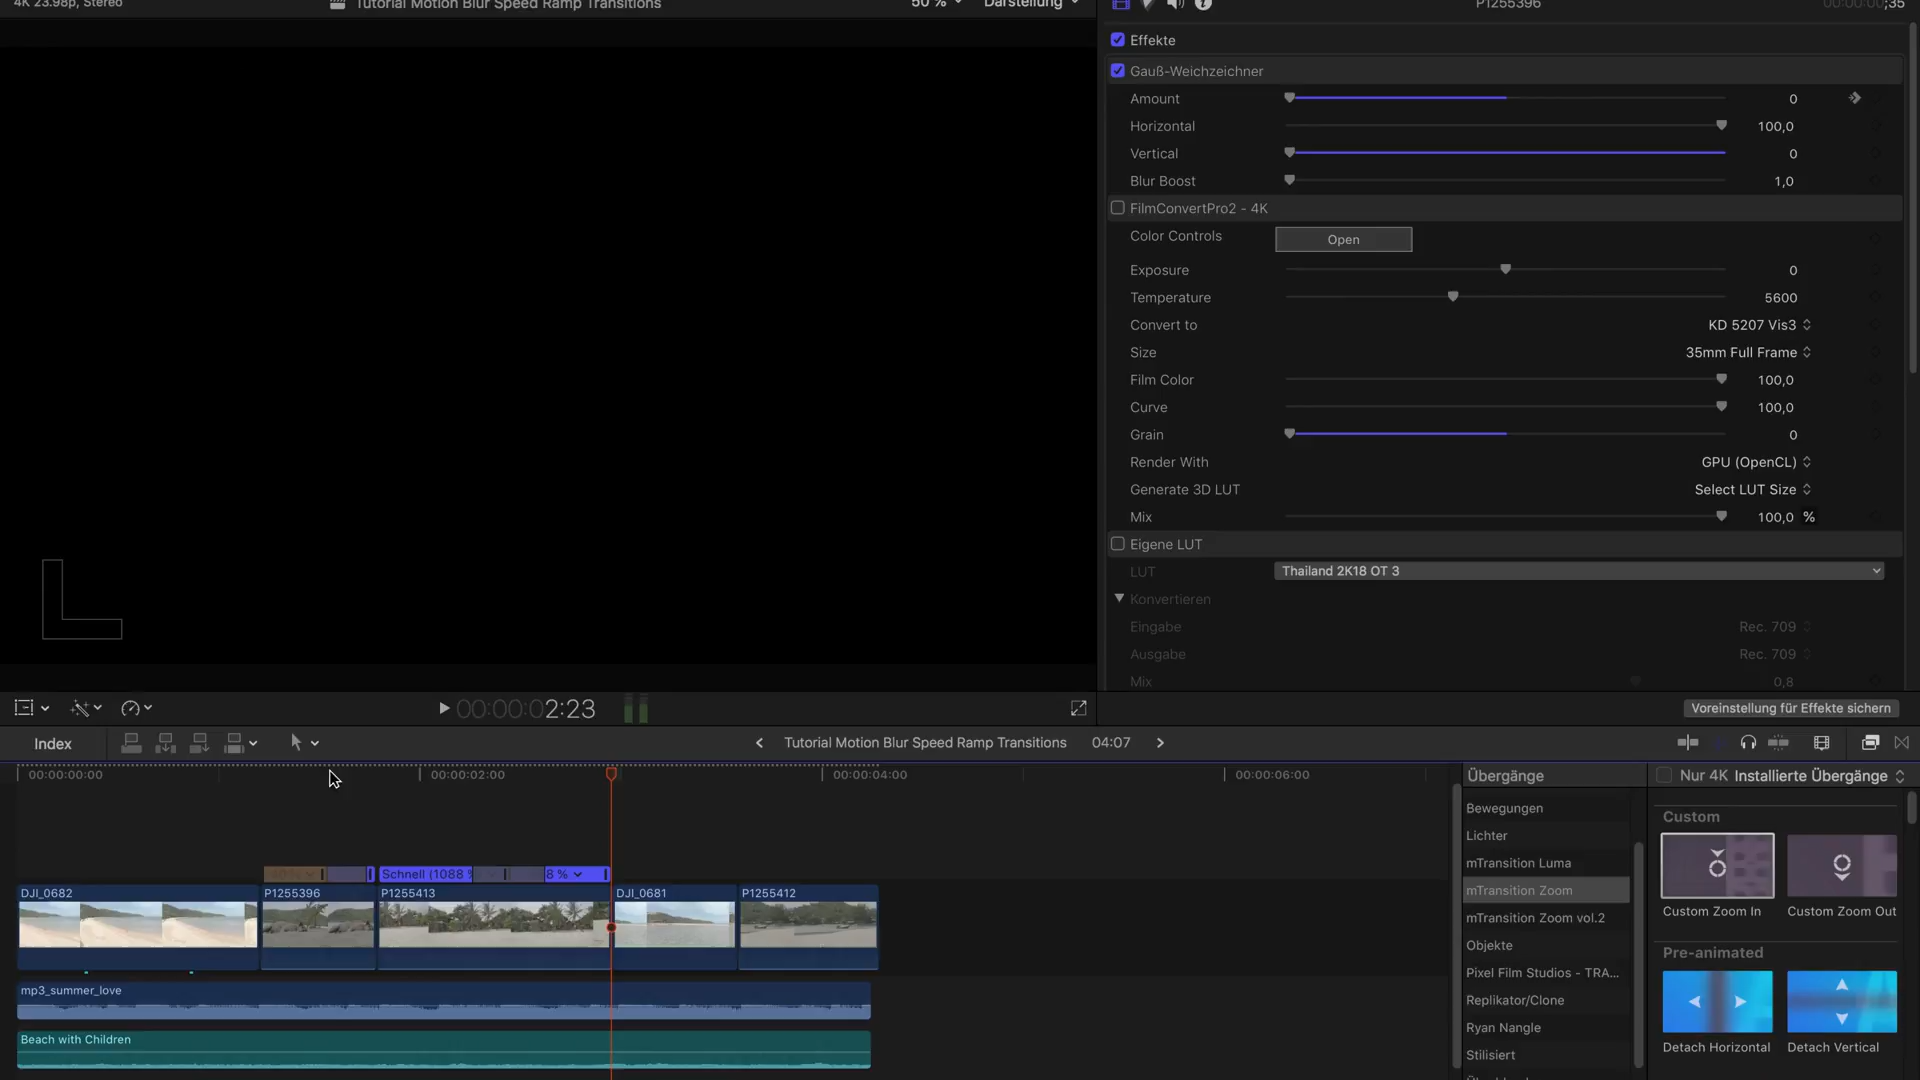 4K 23.98p, Stereo
Tutorial Motion Blur Speed Ramp Transitions
50 %
Darstellung
P1255396
00:00:00;35
Effekte
Gauß-Weichzeichner
Amount
0
Horizontal
100,0
Vertical
0
Blur Boost
1,0
FilmConvertPro2 - 4K
Color Controls
Open
Exposure
0
Temperature
5600
Convert to
KD 5207 Vis3
Size
35mm Full Frame
Film Color
100,0
Curve
100,0
Grain
0
Render With
GPU (OpenCL)
Generate 3D LUT
Select LUT Size
Mix
100,0 %
Eigene LUT
LUT
Thailand 2K18 OT 3
Konvertieren
Eingabe
Rec. 709
Ausgabe
Rec. 709
Mix
0,8
00:00:02:23
Voreinstellung für Effekte sichern
Index
Tutorial Motion Blur Speed Ramp Transitions
04:07
00:00:00:00
00:00:02:00
00:00:04:00
00:00:06:00
Schnell (1088 %
8 %
DJI_0682
P1255396
P1255413
DJI_0681
P1255412
mp3_summer_love
Beach with Children
Übergänge
Bewegungen
Lichter
mTransition Luma
mTransition Zoom
mTransition Zoom vol.2
Objekte
Pixel Film Studios - TRA...
Replikator/Clone
Ryan Nangle
Stilisiert
Nur 4K
Installierte Übergänge
Custom
Custom Zoom In
Custom Zoom Out
Pre-animated
Detach Horizontal
Detach Vertical